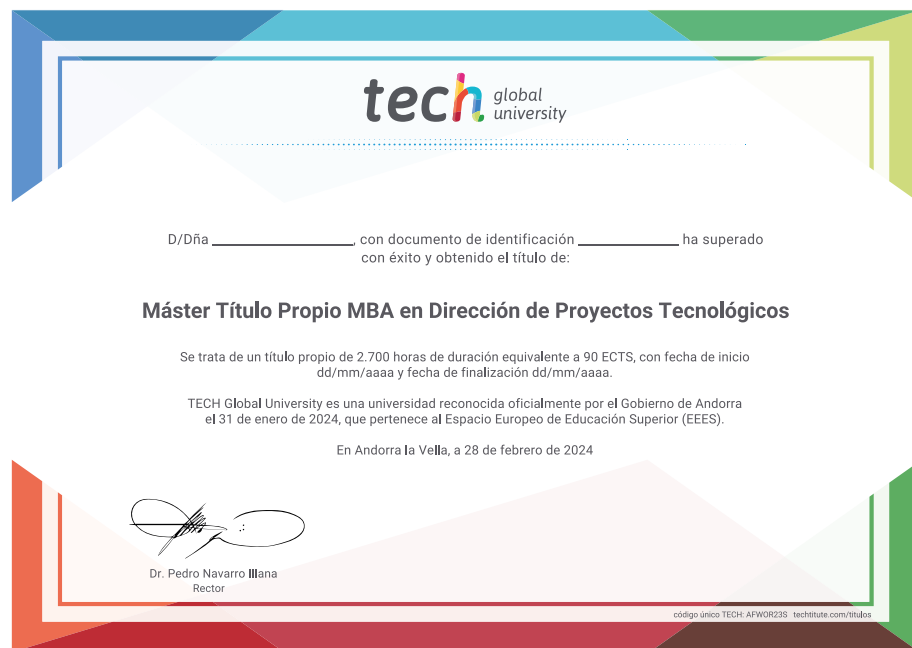 tech global university
D/Dña ______________, con documento de identificación ____________ ha superado
con éxito y obtenido el título de:
Máster Título Propio MBA en Dirección de Proyectos Tecnológicos
Se trata de un título propio de 2.700 horas de duración equivalente a 90 ECTS, con fecha de inicio
dd/mm/aaaa y fecha de finalización dd/mm/aaaa.
TECH Global University es una universidad reconocida oficialmente por el Gobierno de Andorra
el 31 de enero de 2024, que pertenece al Espacio Europeo de Educación Superior (EEES).
En Andorra la Vella, a 28 de febrero de 2024
Dr. Pedro Navarro Illana
Rector
código único TECH: AFWOR23S techtitute.com/titulos